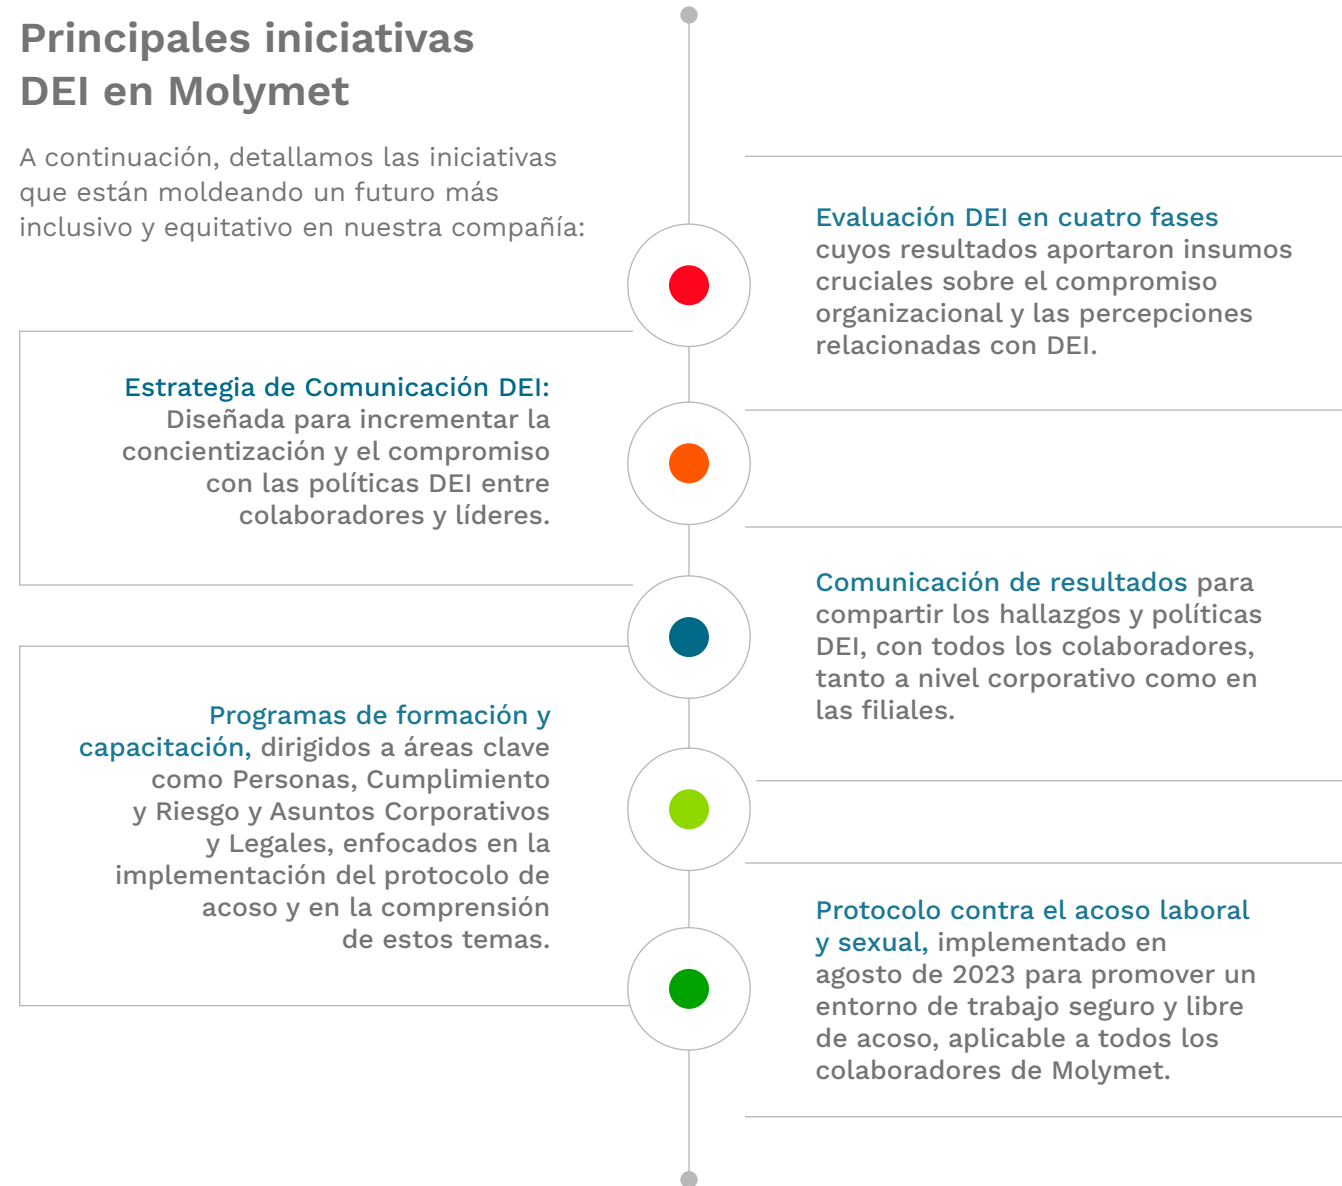 Principales iniciativas
DEI en Molymet
A continuación, detallamos las iniciativas
que están moldeando un futuro más
inclusivo y equitativo en nuestra compañía:
Evaluación DEI en cuatro fases
cuyos resultados aportaron insumos
cruciales sobre el compromiso
organizacional y las percepciones
relacionadas con DEI.
Estrategia de Comunicación DEI:
Diseñada para incrementar la
concientización y el compromiso
con las políticas DEI entre
colaboradores y líderes.
Comunicación de resultados para
compartir los hallazgos y políticas
DEI, con todos los colaboradores,
tanto a nivel corporativo como en
las filiales.
Programas de formación y
capacitación, dirigidos a áreas clave
como Personas, Cumplimiento
y Riesgo y Asuntos Corporativos
y Legales, enfocados en la
implementación del protocolo de
acoso y en la comprensión
de estos temas.
Protocolo contra el acoso laboral
y sexual, implementado en
agosto de 2023 para promover un
entorno de trabajo seguro y libre
de acoso, aplicable a todos los
colaboradores de Molymet.